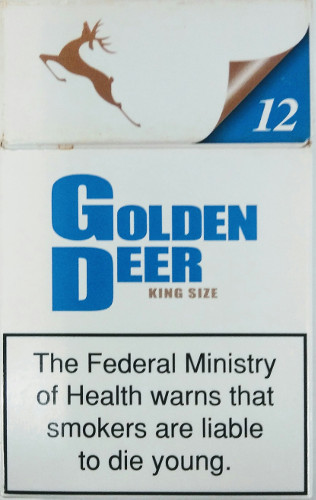 12
GOLDEN
DEER
KING SIZE
The Federal Ministry
of Health warns that
smokers are liable
to die young.